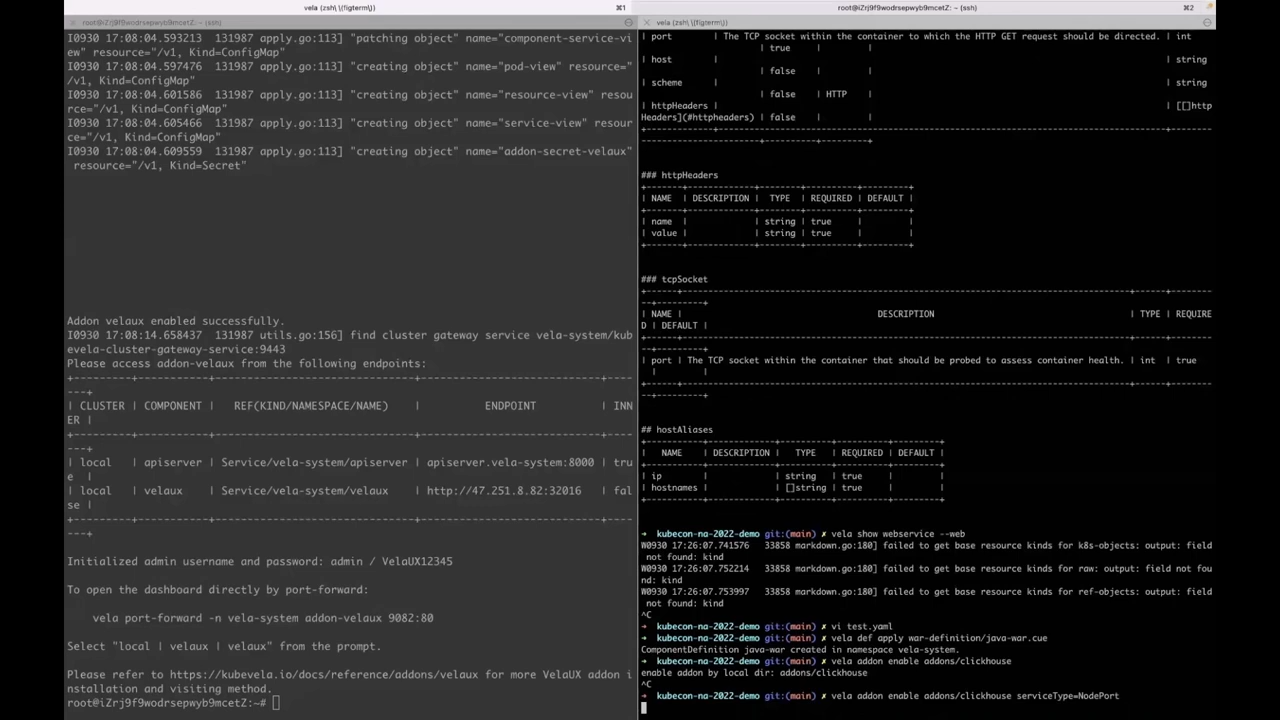 vela (zsh\ \(figterm\)) ⌘1
root@iZrj9f9wodrsepwyb9mcetZ:~ (ssh)
I0930 17:08:04.593213 131987 apply.go:113] "patching object" name="component-service-vi
ew" resource="/v1, Kind=ConfigMap"
I0930 17:08:04.597476 131987 apply.go:113] "creating object" name="pod-view" resource="
/v1, Kind=ConfigMap"
I0930 17:08:04.601586 131987 apply.go:113] "creating object" name="resource-view" resou
rce="/v1, Kind=ConfigMap"
I0930 17:08:04.605466 131987 apply.go:113] "creating object" name="service-view" resour
ce="/v1, Kind=ConfigMap"
I0930 17:08:04.609559 131987 apply.go:113] "creating object" name="addon-secret-velaux"
resource="/v1, Kind=Secret"
Addon velaux enabled successfully.
I0930 17:08:14.658437 131987 utils.go:156] find cluster gateway service vela-system/kub
evela-cluster-gateway-service:9443
Please access addon-velaux from the following endpoints:
| CLUSTER | COMPONENT | REF(KIND/NAMESPACE/NAME) | ENDPOINT | INN
ER |
| local | apiserver | Service/vela-system/apiserver | apiserver.vela-system:8000 | tru
e |
| local | velaux | Service/vela-system/velaux | http://47.251.8.82:32016 | fal
se |
Initialized admin username and password: admin / VelaUX12345
To open the dashboard directly by port-forward:
vela port-forward -n vela-system addon-velaux 9082:80
Select "local | velaux | velaux" from the prompt.
Please refer to https://kubevela.io/docs/reference/addons/velaux for more VelaUX addon i
nstallation and visiting method.
root@iZrj9f9wodrsepwyb9mcetZ:~#
root@iZrj9f9wodrsepwyb9mcetZ:~ (ssh) ⌘2
vela (zsh\ \(figterm\))
| port | The TCP socket within the container to which the HTTP GET request should be directed. | int
| true | |
| host | | string
| false | |
| scheme | string
| false | HTTP |
| httpHeaders | | [[]http
Headers](#httpheaders) | false | |
### httpHeaders
| NAME | DESCRIPTION | TYPE | REQUIRED | DEFAULT |
| name | | string | true | |
| value | | string | true | |
### tcpSocket
| NAME | DESCRIPTION | TYPE | REQUIRE
D | DEFAULT |
| port | The TCP socket within the container that should be probed to assess container health. | int | true
| |
## hostAliases
| NAME | DESCRIPTION | TYPE | REQUIRED | DEFAULT |
| ip | | string | true | |
| hostnames | | []string | true | |
➜ kubecon-na-2022-demo git:(main) ✗ vela show webservice --web
W0930 17:26:07.741576 33858 markdown.go:180] failed to get base resource kinds for k8s-objects: output: field
not found: kind
W0930 17:26:07.752214 33858 markdown.go:180] failed to get base resource kinds for raw: output: field not fou
nd: kind
W0930 17:26:07.753997 33858 markdown.go:180] failed to get base resource kinds for ref-objects: output: field
not found: kind
^C
➜ kubecon-na-2022-demo git:(main) ✗ vi test.yaml
➜ kubecon-na-2022-demo git:(main) ✗ vela def apply war-definition/java-war.cue
ComponentDefinition java-war created in namespace vela-system.
➜ kubecon-na-2022-demo git:(main) ✗ vela addon enable addons/clickhouse
enable addon by local dir: addons/clickhouse
^C
➜ kubecon-na-2022-demo git:(main) ✗ vela addon enable addons/clickhouse serviceType=NodePort